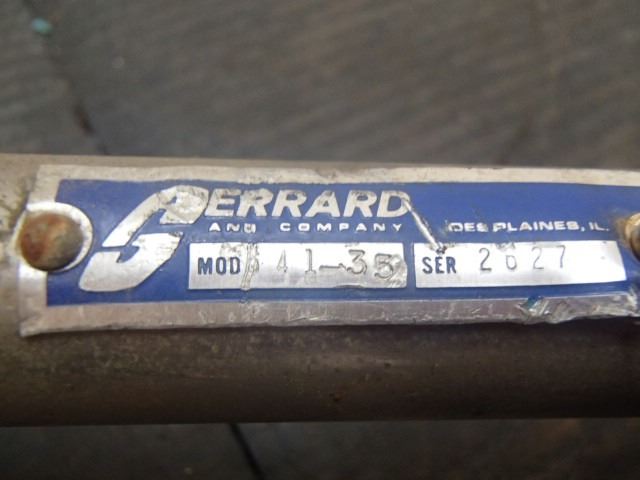 GERRARD
AND COMPANY DES PLAINES, IL.
MOD 41-35 SER 2627